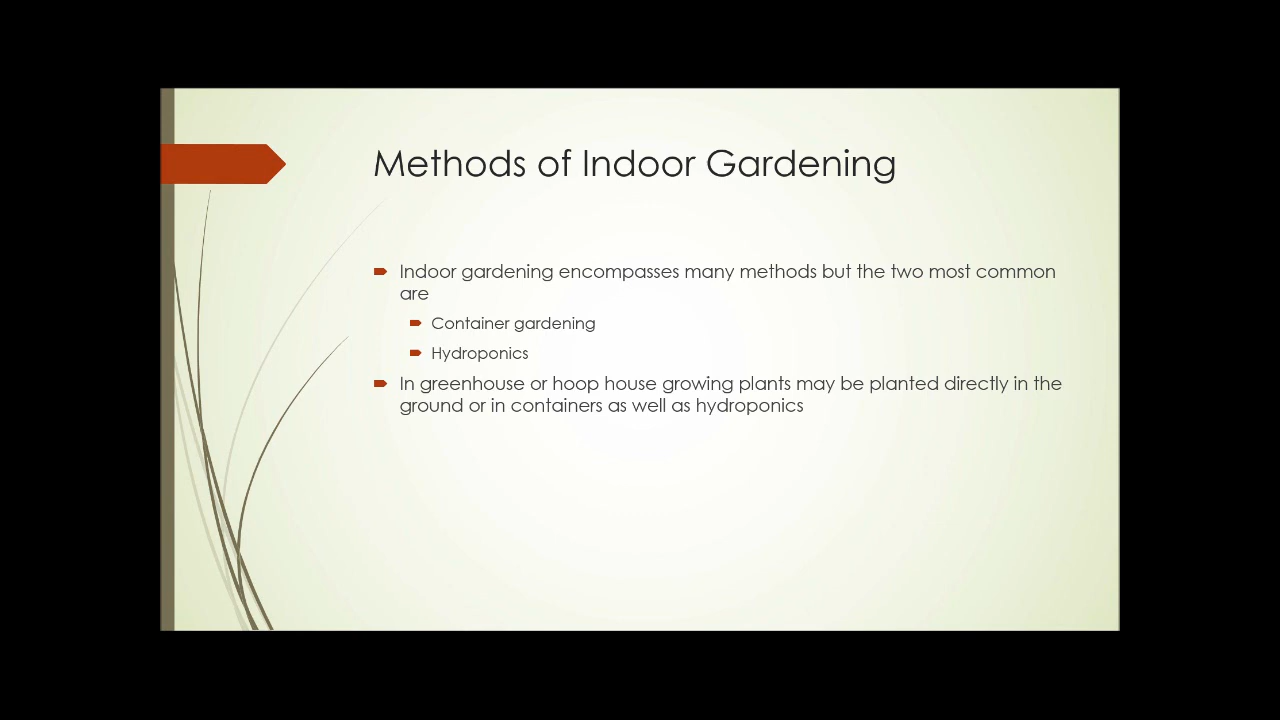 Methods of Indoor Gardening
Indoor gardening encompasses many methods but the two most common
are
Container gardening
Hydroponics
In greenhouse or hoop house growing plants may be planted directly in the
ground or in containers as well as hydroponics